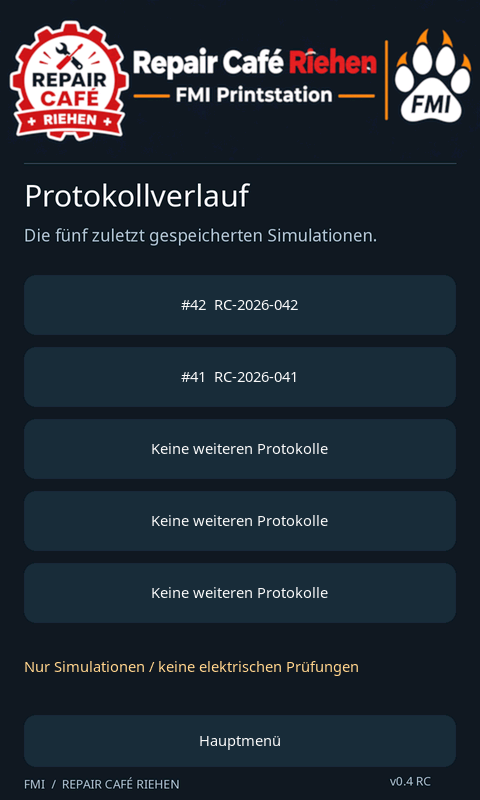 REPAIR
CAFÉ
RIEHEN
Repair Café Riehen
FMI Printstation
FMI
Protokollverlauf
Die fünf zuletzt gespeicherten Simulationen.
#42 RC-2026-042
#41 RC-2026-041
Keine weiteren Protokolle
Keine weiteren Protokolle
Keine weiteren Protokolle
Nur Simulationen / keine elektrischen Prüfungen
Hauptmenü
FMI / REPAIR CAFÉ RIEHEN
v0.4 RC